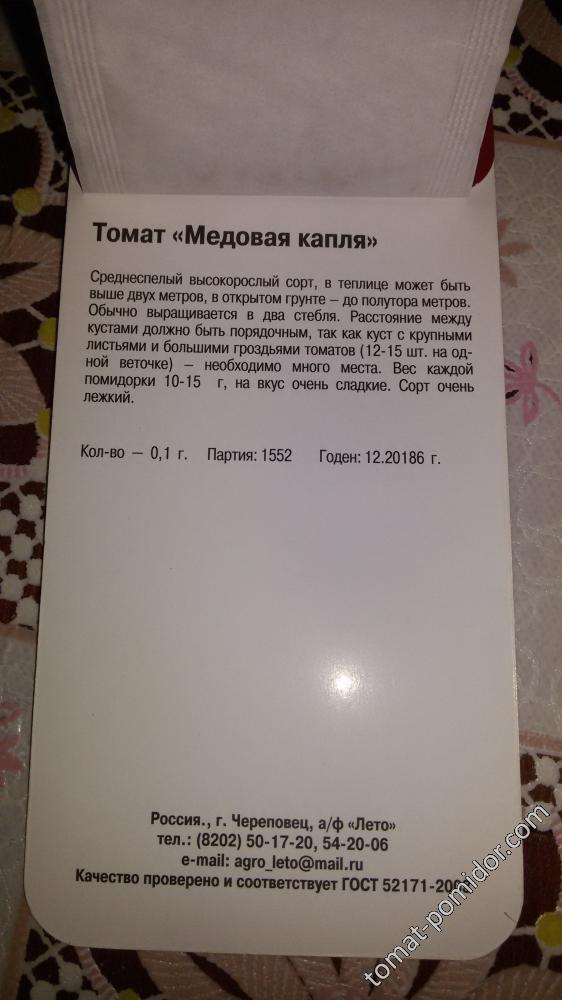 Томат «Медовая капля»
Среднеспелый высокорослый сорт, в теплице может быть
выше двух метров, в открытом грунте – до полутора метров.
Обычно выращивается в два стебля. Расстояние между
кустами должно быть порядочным, так как куст с крупными
листьями и большими гроздьями томатов (12-15 шт. на од-
ной веточке) – необходимо много места. Вес каждой
помидорки 10-15 г, на вкус очень сладкие. Сорт очень
лежкий.
Кол-во – 0,1 г. Партия: 1552 Годен: 12.20186 г.
Россия., г. Череповец, а/ф «Лето»
тел.: (8202) 50-17-20, 54-20-06
e-mail: agro_leto@mail.ru
Качество проверено и соответствует ГОСТ
tomat-pomidor.com